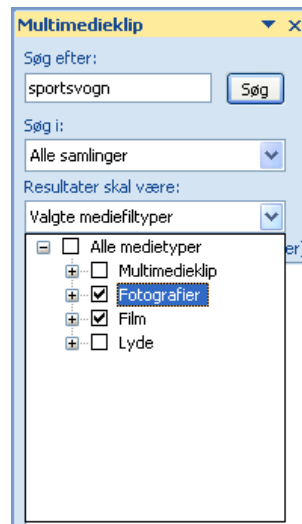 Multimedieklip
Søg efter:
sportsvogn
Søg
Søg i:
Alle samlinger
Resultater skal være:
Valgte mediefiltyper
Alle medietyper
Multimedieklip
Fotografier
Film
Lyde